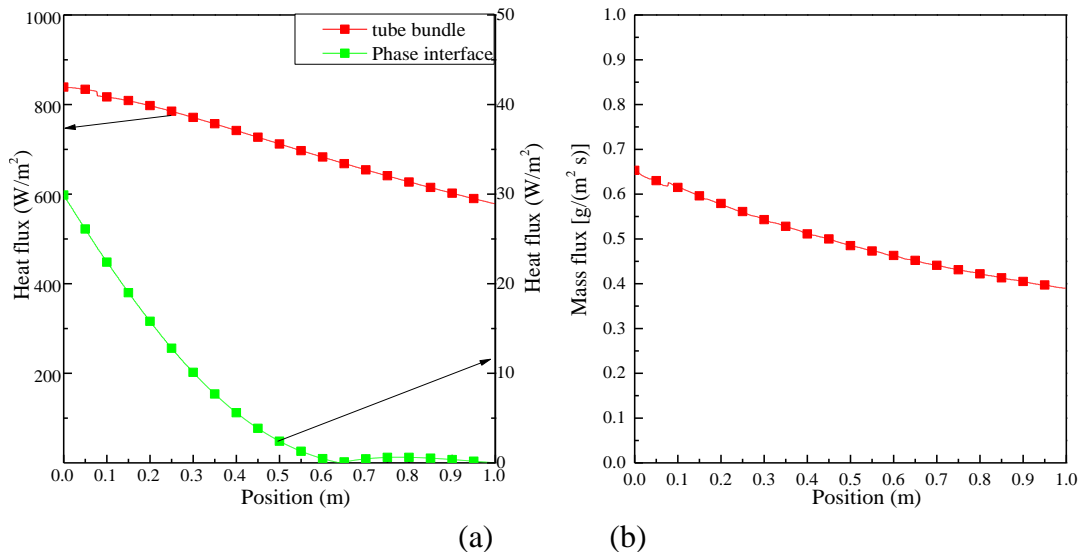 1000
800
600
400
200
Heat flux (W/m²)
0.0 0.1 0.2 0.3 0.4 0.5 0.6 0.7 0.8 0.9 1.0
Position (m)
50
40
30
20
10
0
Heat flux (W/m²)
tube bundle
Phase interface
(a)
1.0
0.9
0.8
0.7
0.6
0.5
0.4
0.3
0.2
0.1
0.0
Mass flux [g/(m² s)]
0.0 0.1 0.2 0.3 0.4 0.5 0.6 0.7 0.8 0.9 1.0
Position (m)
(b)